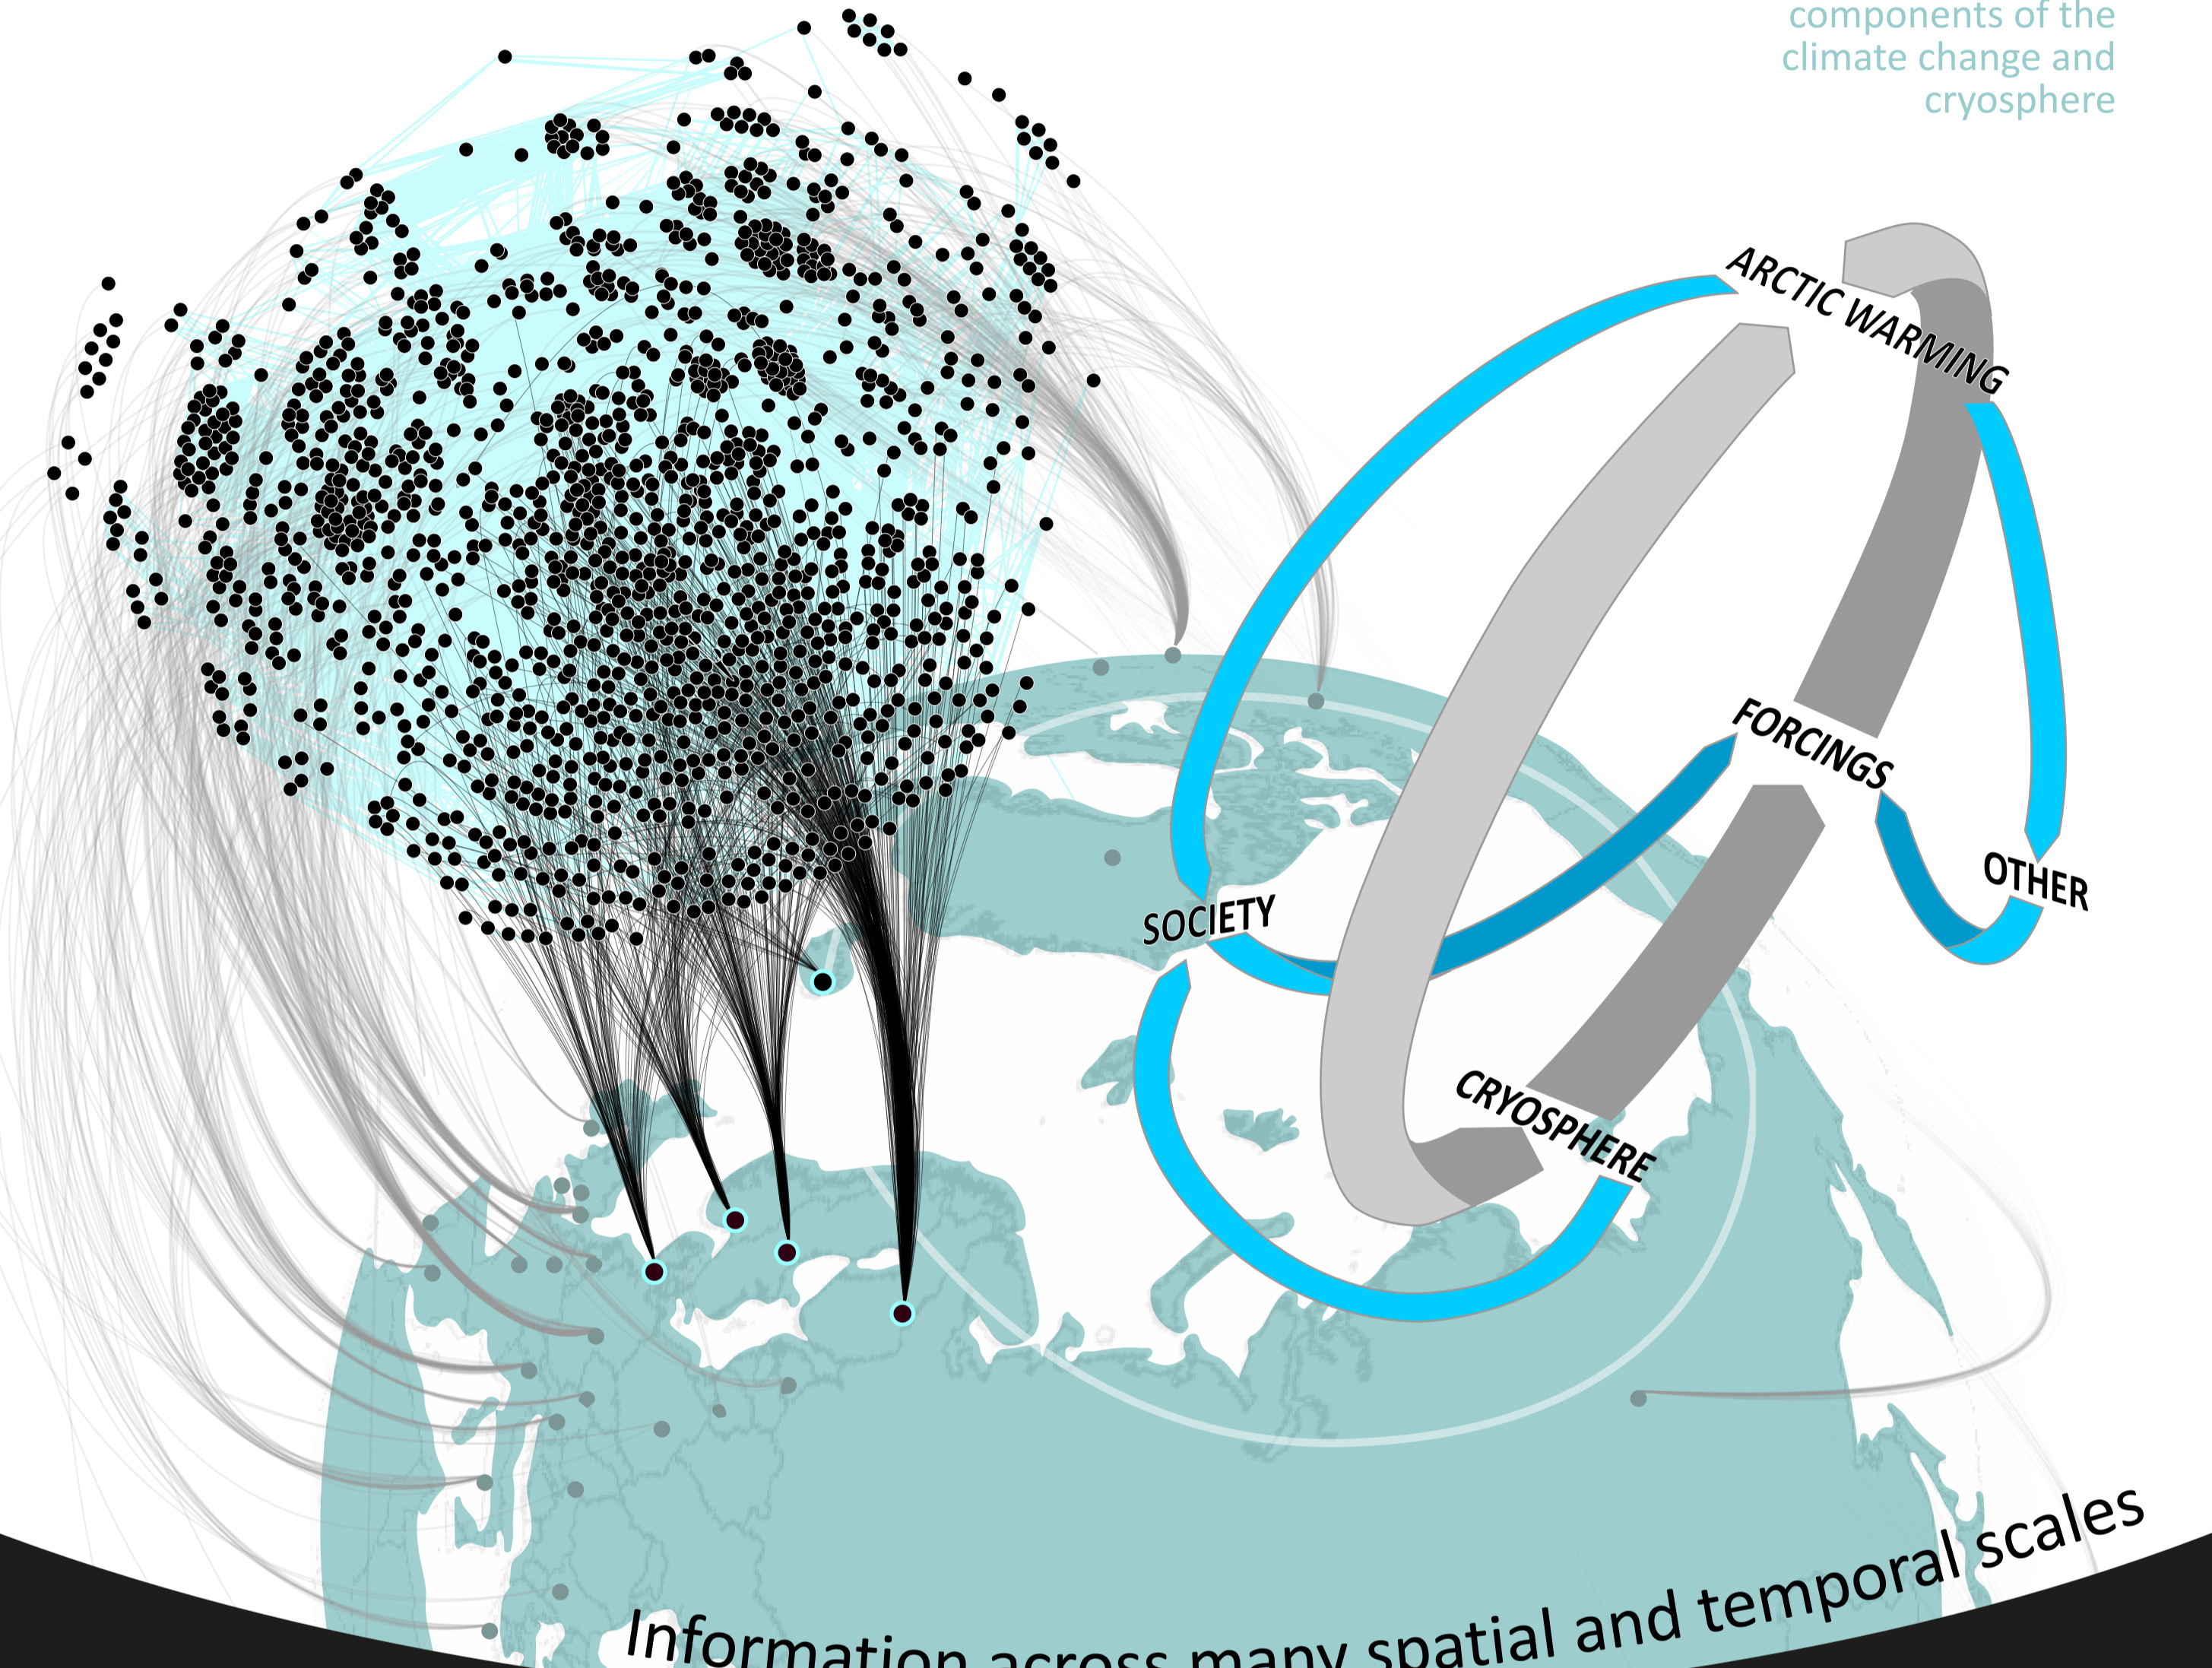 components of the
climate change and
cryosphere
ARCTIC WARMING
FORCINGS
OTHER
SOCIETY
CRYOSPHERE
Information across many spatial and temporal scales